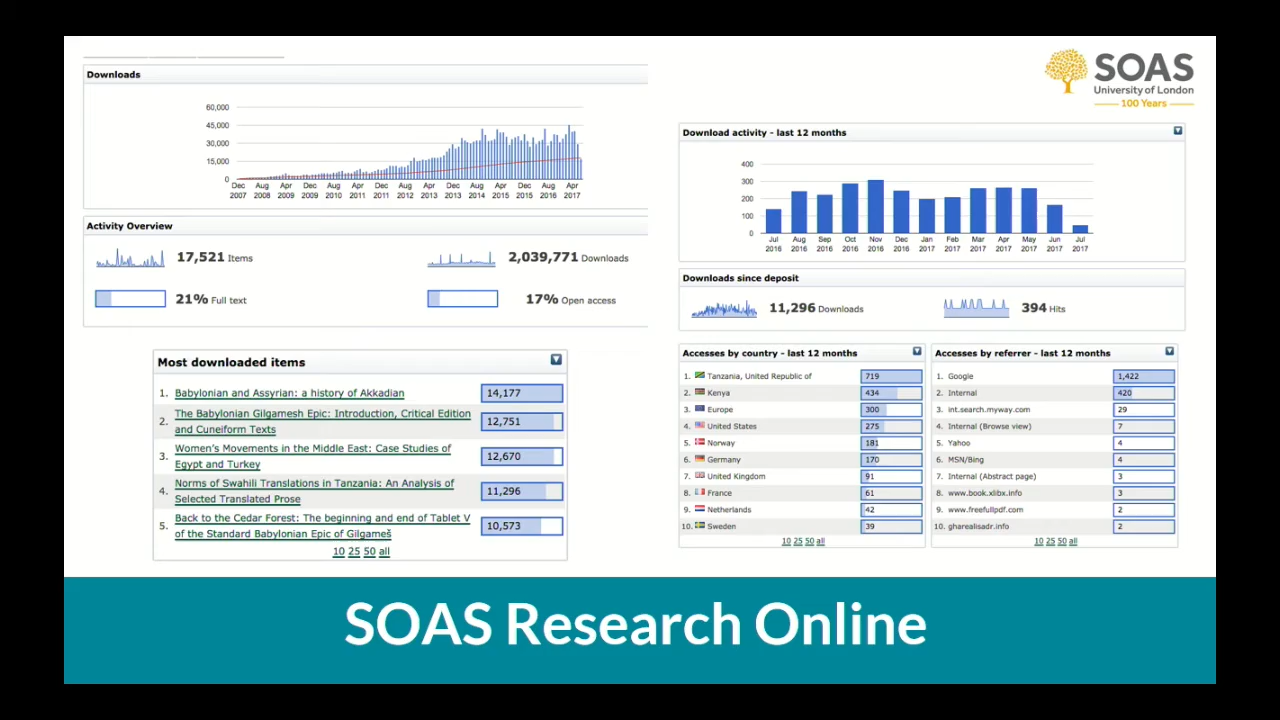 Downloads
60,000
45,000
30,000
15,000
0
Dec Aug Apr Dec Aug Apr Dec Aug Apr Dec Aug Apr Dec Aug Apr
2007 2008 2009 2009 2010 2011 2011 2012 2013 2013 2014 2015 2015 2016 2017
Activity Overview
17,521 Items
2,039,771 Downloads
21% Full text
17% Open access
Most downloaded items
1. Babylonian and Assyrian: a history of Akkadian 14,177
2. The Babylonian Gilgamesh Epic: Introduction, Critical Edition
and Cuneiform Texts 12,751
3. Women's Movements in the Middle East: Case Studies of
Egypt and Turkey 12,670
4. Norms of Swahili Translations in Tanzania: An Analysis of
Selected Translated Prose 11,296
5. Back to the Cedar Forest: The beginning and end of Tablet V
of the Standard Babylonian Epic of Gilgameš 10,573
10 25 50 all
SOAS
University of London
100 Years
Download activity - last 12 months
400
300
200
100
0
Jul Aug Sep Oct Nov Dec Jan Feb Mar Apr May Jun Jul
2016 2016 2016 2016 2016 2016 2017 2017 2017 2017 2017 2017 2017
Downloads since deposit
11,296 Downloads
394 Hits
Accesses by country - last 12 months
1. Tanzania, United Republic of 719
2. Kenya 434
3. Europe 300
4. United States 275
5. Norway 181
6. Germany 170
7. United Kingdom 91
8. France 61
9. Netherlands 42
10. Sweden 39
10 25 50 all
Accesses by referrer - last 12 months
1. Google 1,422
2. Internal 420
3. int.search.myway.com 29
4. Internal (Browse view) 7
5. Yahoo 4
6. MSN/Bing 4
7. Internal (Abstract page) 3
8. www.book.xlibx.info 3
9. www.freefullpdf.com 2
10. gharealisadr.info 2
10 25 50 all
SOAS Research Online